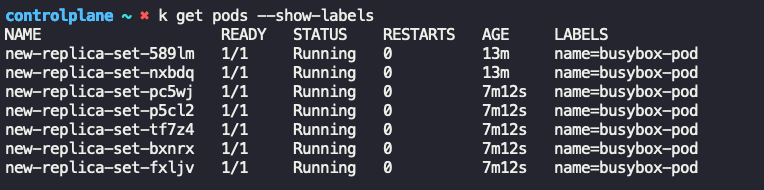 controlplane ~ ✖ k get pods --show-labels
NAME                    READY   STATUS    RESTARTS   AGE     LABELS
new-replica-set-589lm   1/1     Running   0          13m     name=busybox-pod
new-replica-set-nxbdq   1/1     Running   0          13m     name=busybox-pod
new-replica-set-pc5wj   1/1     Running   0          7m12s   name=busybox-pod
new-replica-set-p5cl2   1/1     Running   0          7m12s   name=busybox-pod
new-replica-set-tf7z4   1/1     Running   0          7m12s   name=busybox-pod
new-replica-set-bxnrx   1/1     Running   0          7m12s   name=busybox-pod
new-replica-set-fxljv   1/1     Running   0          7m12s   name=busybox-pod